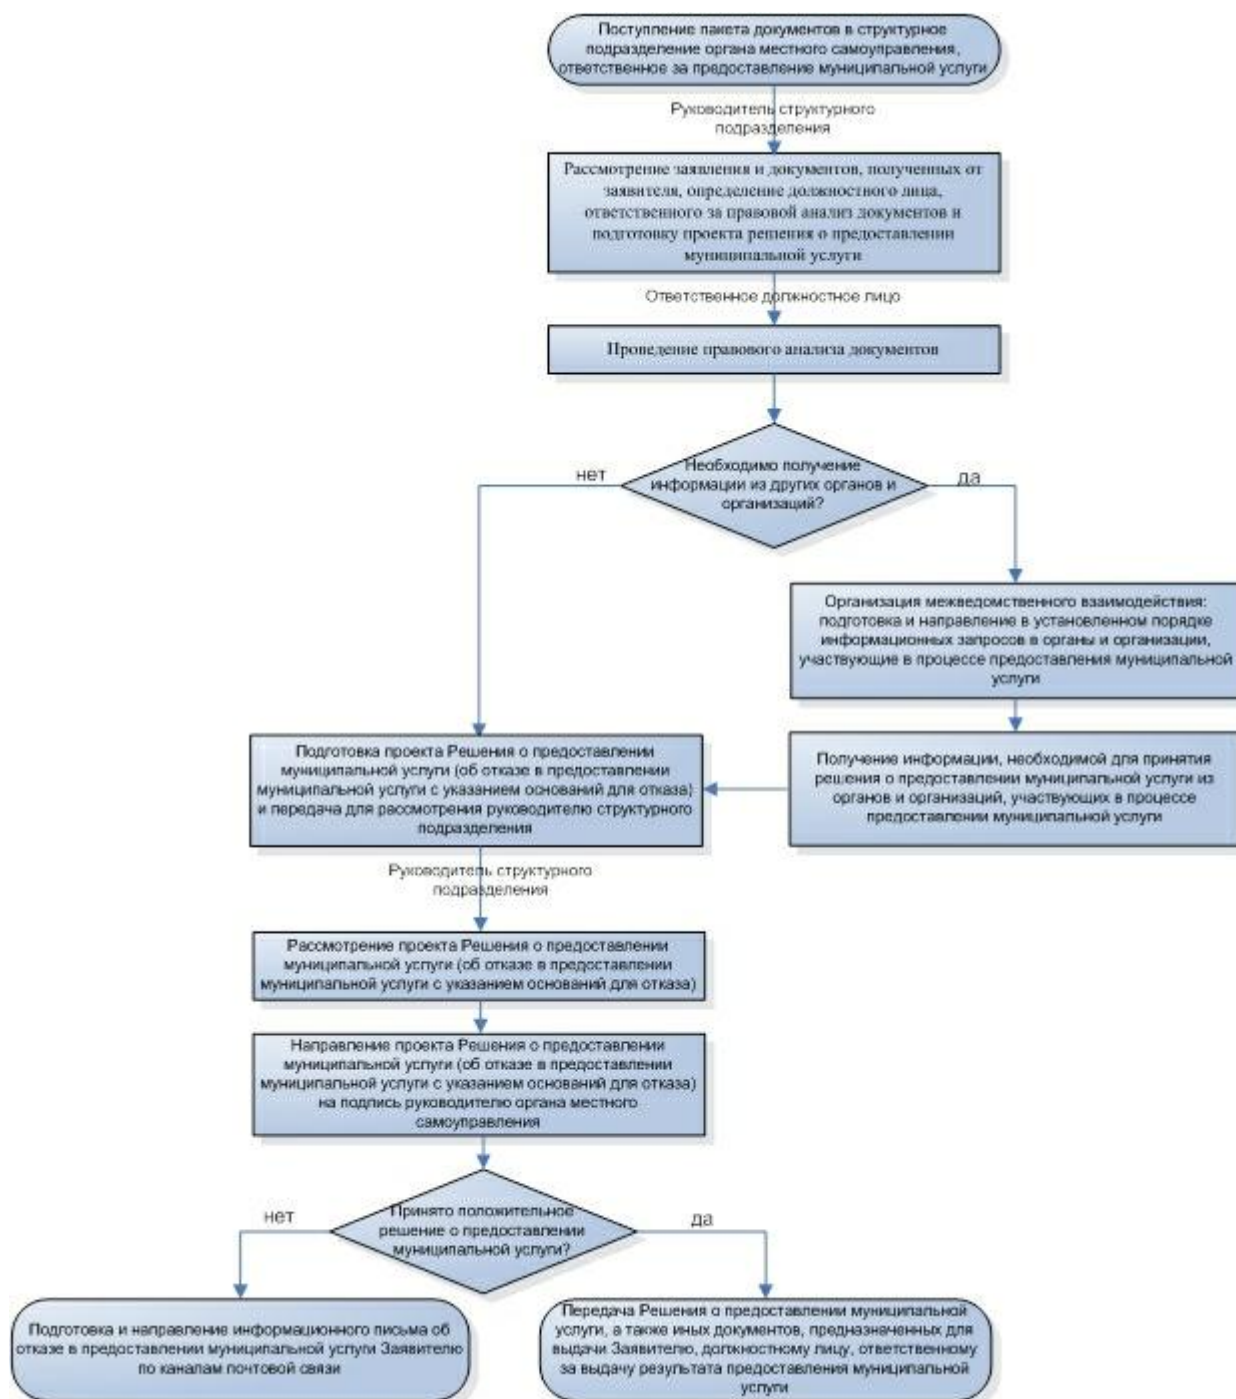 Поступление пакета документов в структурное
подразделение органа местного самоуправления,
ответственное за предоставление муниципальной услуги
Руководитель структурного
подразделения
Рассмотрение заявления и документов, полученных от
заявителя, определение должностного лица,
ответственного за правовой анализ документов и
подготовку проекта решения о предоставлении
муниципальной услуги
Ответственное должностное лицо
Проведение правового анализа документов
Необходимо получение
информации из других органов и
организаций?
нет
да
Организация межведомственного взаимодействия:
подготовка и направление в установленном порядке
информационных запросов в органы и организации,
участвующие в процессе предоставления муниципальной
услуги
Получение информации, необходимой для принятия
решения о предоставлении муниципальной услуги из
органов и организаций, участвующих в процессе
предоставлении муниципальной услуги
Подготовка проекта Решения о предоставлении
муниципальной услуги (об отказе в предоставлении
муниципальной услуги с указанием оснований для отказа)
и передача для рассмотрения руководителю структурного
подразделения
Руководитель структурного
подразделения
Рассмотрение проекта Решения о предоставлении
муниципальной услуги (об отказе в предоставлении
муниципальной услуги с указанием оснований для отказа)
Направление проекта Решения о предоставлении
муниципальной услуги (об отказе в предоставлении
муниципальной услуги с указанием оснований для отказа)
на подпись руководителю органа местного
самоуправления
Принято положительное
решение о предоставлении
муниципальной услуги?
нет
да
Подготовка и направление информационного письма об
отказе в предоставлении муниципальной услуги Заявителю
по каналам почтовой связи
Передача Решения о предоставлении муниципальной
услуги, а также иных документов, предназначенных для
выдачи Заявителю, должностному лицу, ответственному
за выдачу результата предоставления муниципальной
услуги